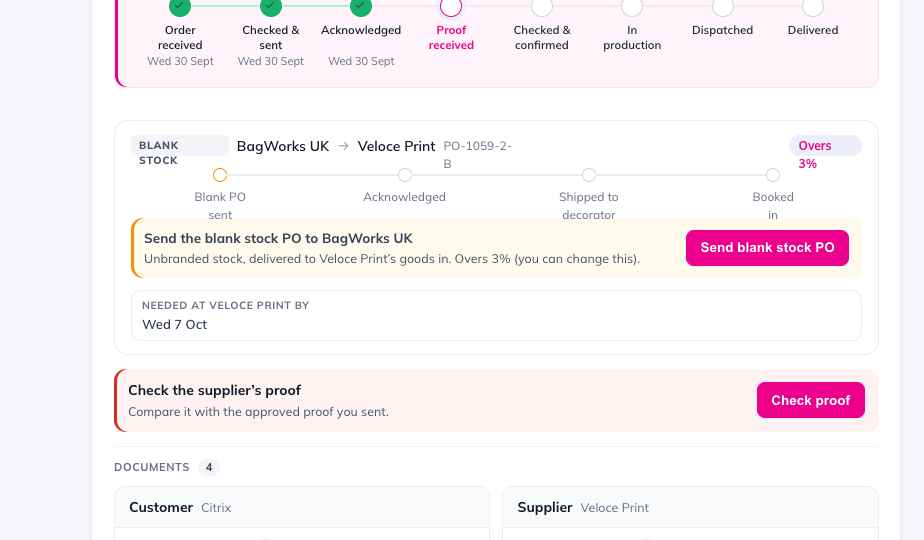 Order received
Wed 30 Sept
Checked & sent
Wed 30 Sept
Acknowledged
Wed 30 Sept
Proof received
Checked & confirmed
In production
Dispatched
Delivered
BLANK STOCK
BagWorks UK → Veloce Print
PO-1059-2-B
Overs 3%
Blank PO sent
Acknowledged
Shipped to decorator
Booked in
Send the blank stock PO to BagWorks UK
Unbranded stock, delivered to Veloce Print's goods in. Overs 3% (you can change this).
Send blank stock PO
NEEDED AT VELOCE PRINT BY
Wed 7 Oct
Check the supplier's proof
Compare it with the approved proof you sent.
Check proof
DOCUMENTS 4
Customer Citrix
Supplier Veloce Print